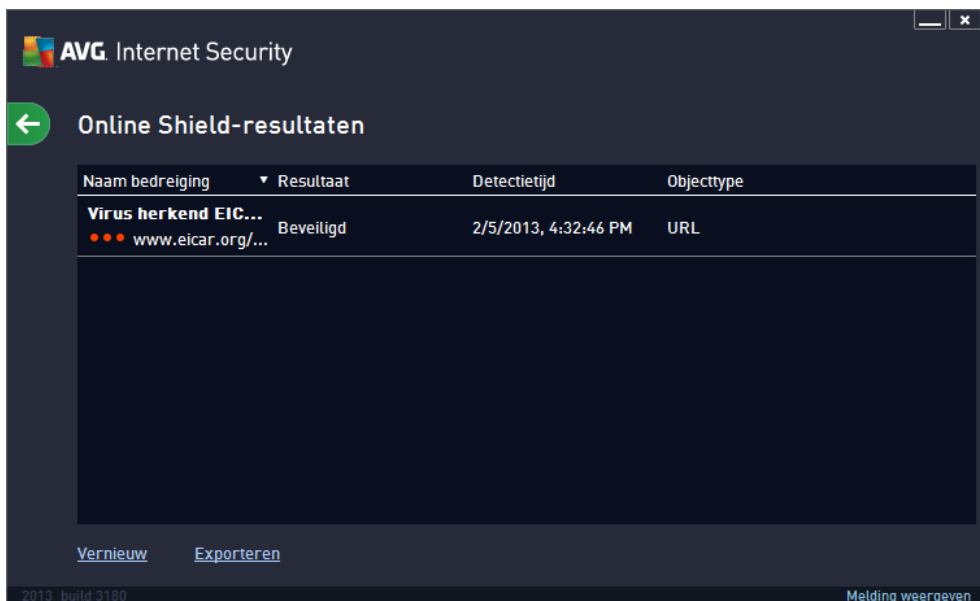 AVG. Internet Security
Online Shield-resultaten
Naam bedreiging Resultaat Detectietijd Objecttype
Virus herkend EIC...
www.eicar.org/... Beveiligd 2/5/2013, 4:32:46 PM URL
Vernieuw Exporteren
2013 build 3180 Melding weergeven